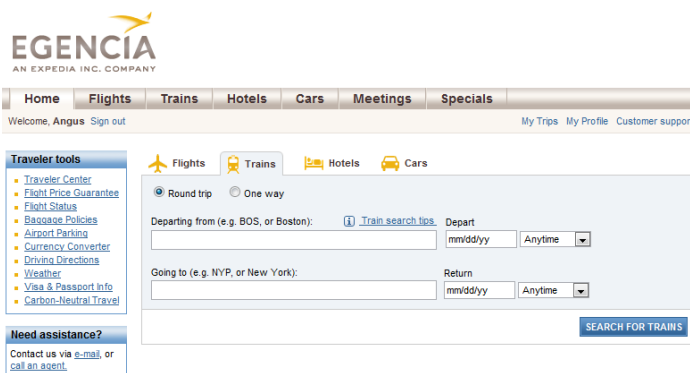 EGENCIA
AN EXPEDIA INC. COMPANY
Home Flights Trains Hotels Cars Meetings Specials
Welcome, Angus Sign out My Trips My Profile Customer suppor
Traveler tools
Traveler Center
Flight Price Guarantee
Flight Status
Baggage Policies
Airport Parking
Currency Converter
Driving Directions
Weather
Visa & Passport Info
Carbon-Neutral Travel
Need assistance?
Contact us via e-mail, or
call an agent.
Flights Trains Hotels Cars
Round trip One way
Departing from (e.g. BOS, or Boston): i Train search tips Depart
mm/dd/yy Anytime
Going to (e.g. NYP, or New York): Return
mm/dd/yy Anytime
SEARCH FOR TRAINS